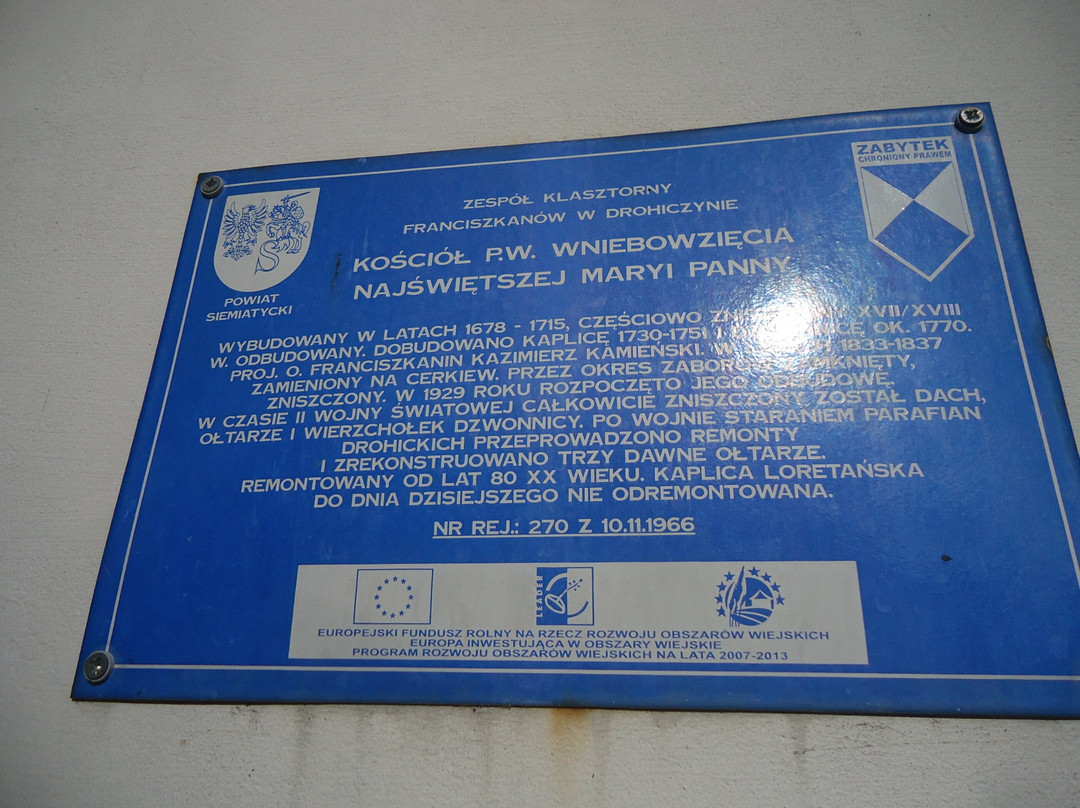 ZABYTEK
CHRONIONY PRAWEM
POWIAT
SIEMIATYCKI
ZESPÓŁ KLASZTORNY
FRANCISZKANÓW W DROHICZYNIE
KOŚCIÓŁ P.W. WNIEBOWZIĘCIA
NAJŚWIĘTSZEJ MARYI PANNY
WYBUDOWANY W LATACH 1678 - 1715, CZĘŚCIOWO XVII/XVIII
W. ODBUDOWANY. DOBUDOWANO KAPLICĘ 1730-1751 OK. 1770.
PROJ. O. FRANCISZKANIN KAZIMIERZ KAMIEŃSKI. W 1833-1837
ZAMIENIONY NA CERKIEW. PRZEZ OKRES ZABORÓW ZAMKNIĘTY,
ZNISZCZONY. W 1929 ROKU ROZPOCZĘTO JEGO ODBUDOWĘ.
W CZASIE II WOJNY ŚWIATOWEJ CAŁKOWICIE ZNISZCZONY ZOSTAŁ DACH,
OŁTARZE I WIERZCHOŁEK DZWONNICY. PO WOJNIE STARANIEM PARAFIAN
DROHICKICH PRZEPROWADZONO REMONTY
I ZREKONSTRUOWANO TRZY DAWNE OŁTARZE.
REMONTOWANY OD LAT 80 XX WIEKU. KAPLICA LORETAŃSKA
DO DNIA DZISIEJSZEGO NIE ODREMONTOWANA.
NR REJ.: 270 Z 10.11.1966
LEADER
EUROPEJSKI FUNDUSZ ROLNY NA RZECZ ROZWOJU OBSZARÓW WIEJSKICH
EUROPA INWESTUJĄCA W OBSZARY WIEJSKIE
PROGRAM ROZWOJU OBSZARÓW WIEJSKICH NA LATA 2007-2013